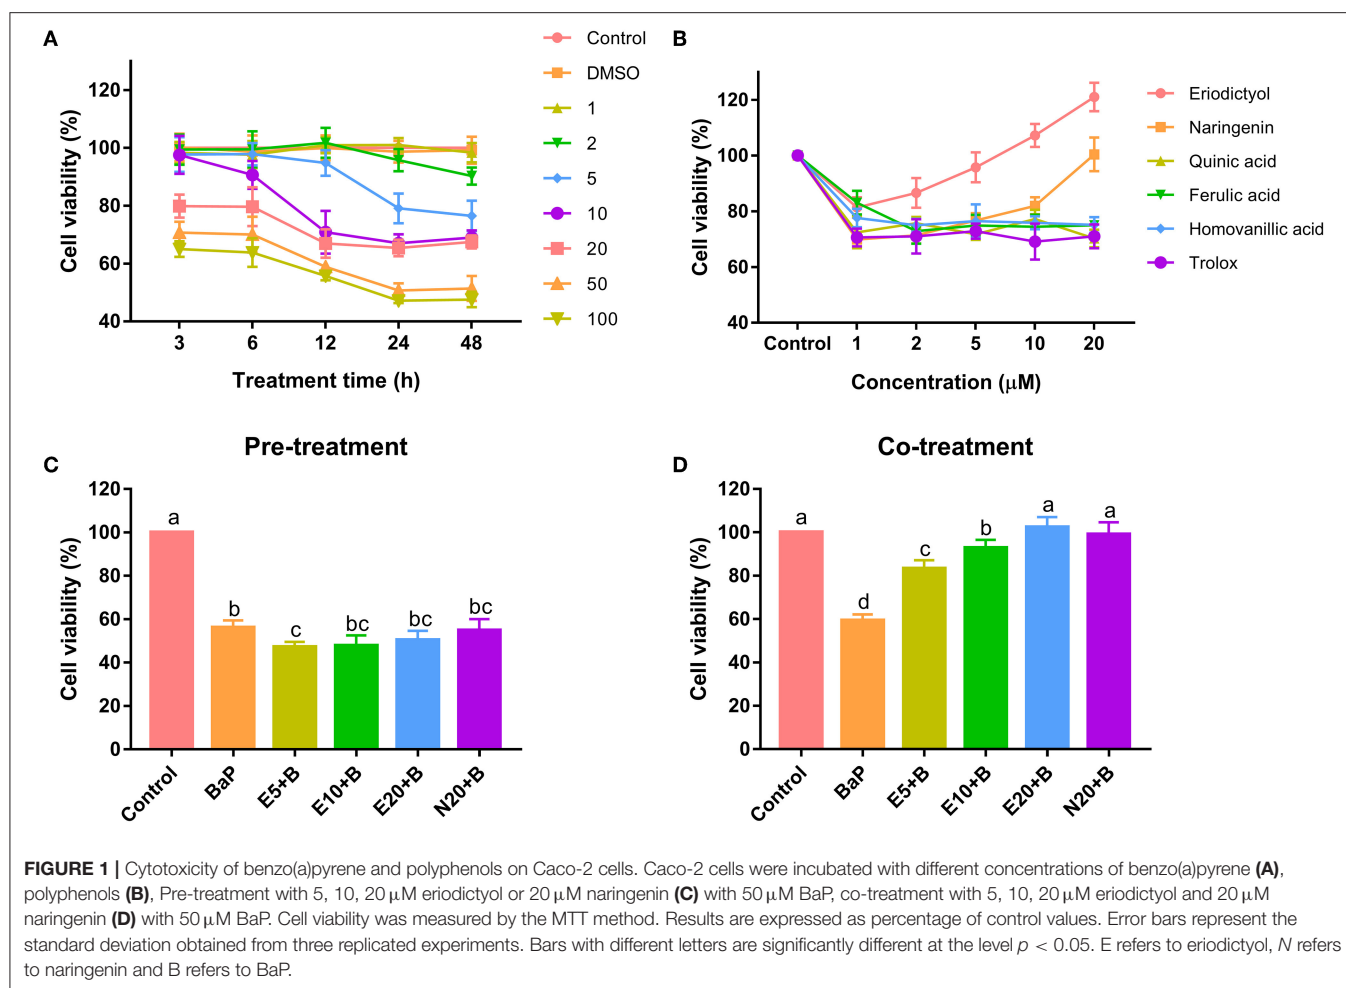 A
Cell viability (%)
120
100
80
60
40
3 6 12 24 48
Treatment time (h)
Control
DMSO
1
2
5
10
20
50
100
B
Cell viability (%)
120
100
80
60
40
Control 1 2 5 10 20
Concentration (μM)
Eriodictyol
Naringenin
Quinic acid
Ferulic acid
Homovanillic acid
Trolox
Pre-treatment
C
Cell viability (%)
120
100
80
60
40
20
0
a b c bc bc bc
Control BaP E5+B E10+B E20+B N20+B
Co-treatment
D
Cell viability (%)
120
100
80
60
40
20
0
a d c b a a
Control BaP E5+B E10+B E20+B N20+B
FIGURE 1 | Cytotoxicity of benzo(a)pyrene and polyphenols on Caco-2 cells. Caco-2 cells were incubated with different concentrations of benzo(a)pyrene (A),
polyphenols (B), Pre-treatment with 5, 10, 20 μM eriodictyol or 20 μM naringenin (C) with 50 μM BaP, co-treatment with 5, 10, 20 μM eriodictyol and 20 μM
naringenin (D) with 50 μM BaP. Cell viability was measured by the MTT method. Results are expressed as percentage of control values. Error bars represent the
standard deviation obtained from three replicated experiments. Bars with different letters are significantly different at the level p < 0.05. E refers to eriodictyol, N refers
to naringenin and B refers to BaP.